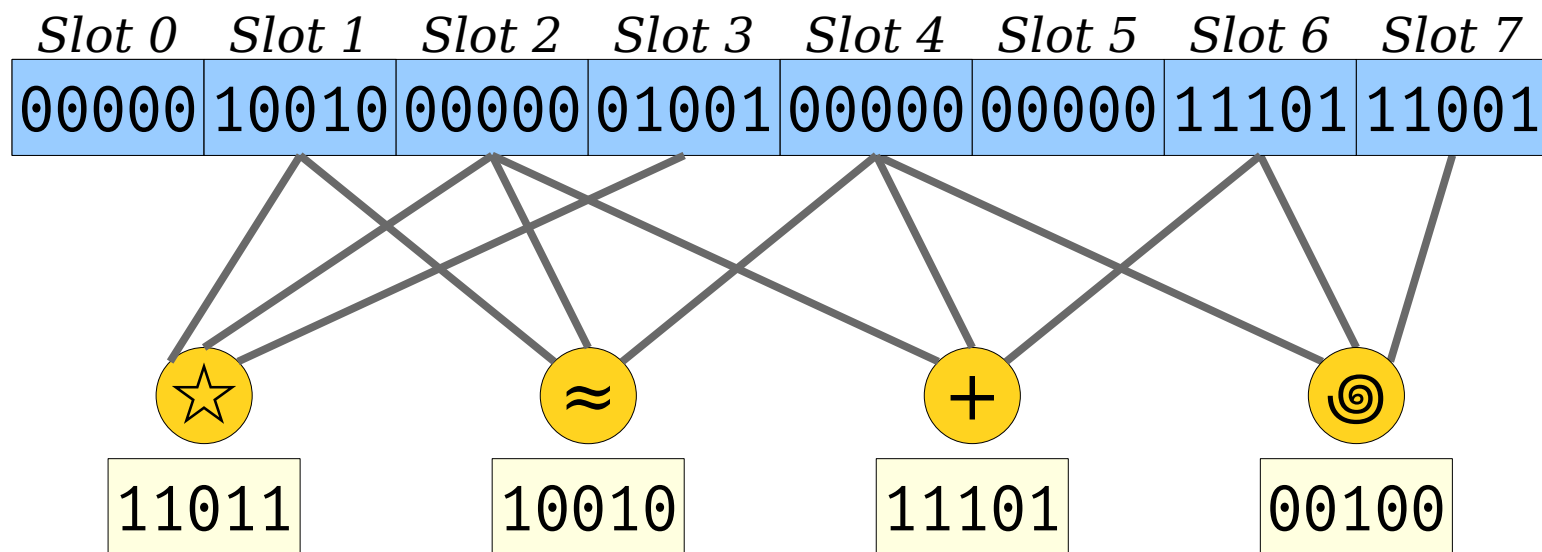 Slot 0 Slot 1 Slot 2 Slot 3 Slot 4 Slot 5 Slot 6 Slot 7
00000 10010 00000 01001 00000 00000 11101 11001
☆ ≈ + 🌀
11011 10010 11101 00100